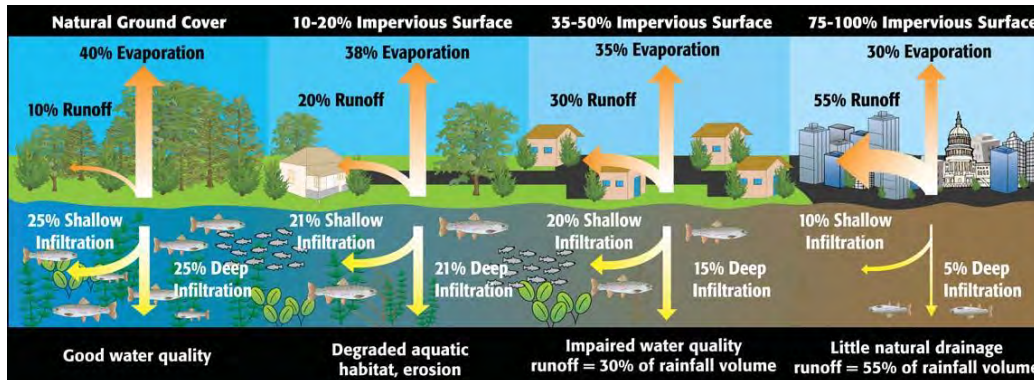 Natural Ground Cover
40% Evaporation
10% Runoff
25% Shallow
Infiltration
25% Deep
Infiltration
Good water quality
10-20% Impervious Surface
38% Evaporation
20% Runoff
21% Shallow
Infiltration
21% Deep
Infiltration
Degraded aquatic
habitat, erosion
35-50% Impervious Surface
35% Evaporation
30% Runoff
20% Shallow
Infiltration
15% Deep
Infiltration
Impaired water quality
runoff = 30% of rainfall volume
75-100% Impervious Surface
30% Evaporation
55% Runoff
10% Shallow
Infiltration
5% Deep
Infiltration
Little natural drainage
runoff = 55% of rainfall volume